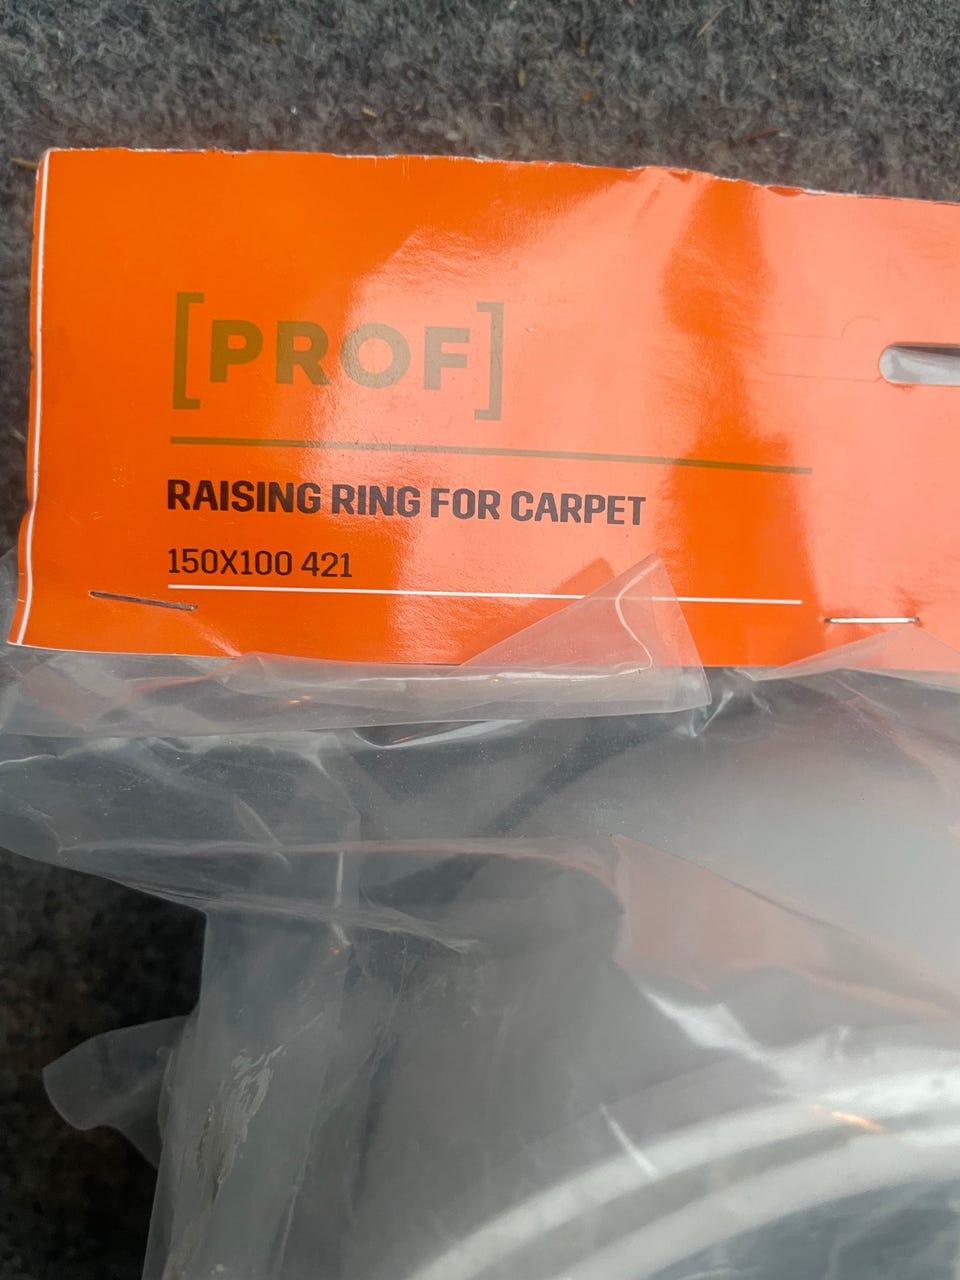 [PROF]
RAISING RING FOR CARPET
150X100 421